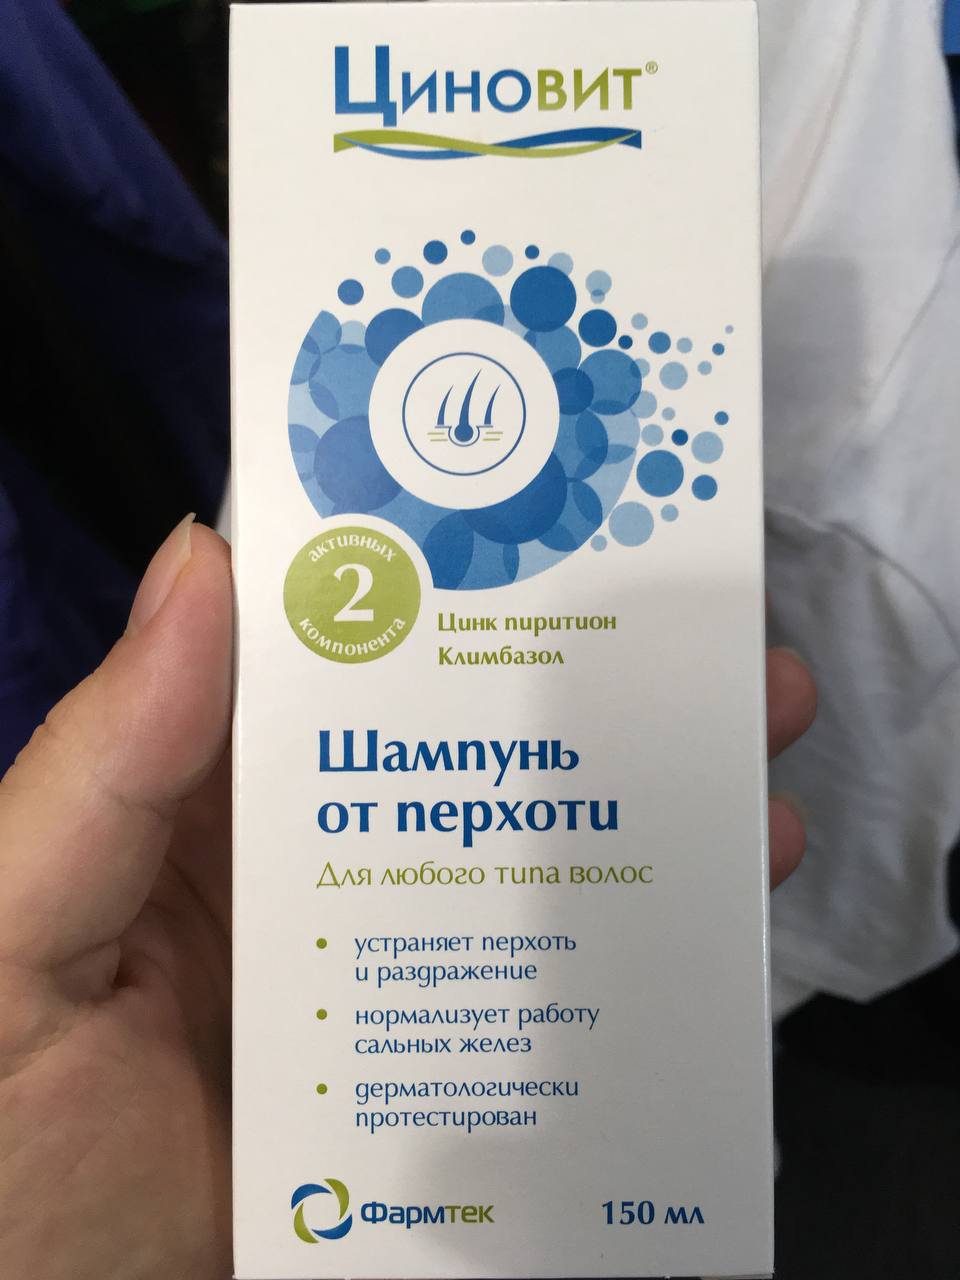 Циновит®
активных
2
компонента
Цинк пиритион
Климбазол
Шампунь
от перхоти
Для любого типа волос
• устраняет перхоть
и раздражение
• нормализует работу
сальных желез
• дерматологически
протестирован
Фармтек 150 мл